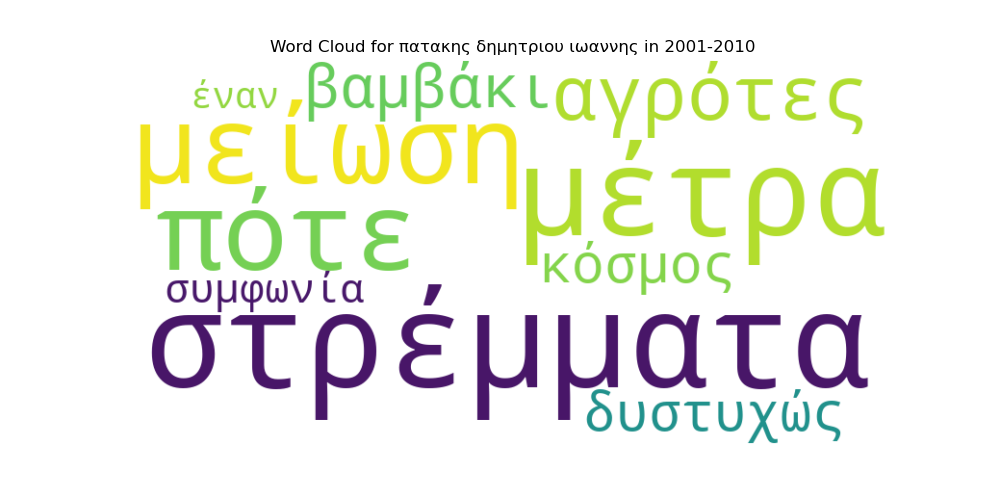 Word Cloud for πατακης δημητριου ιωαννης in 2001-2010
έναν
βαμβάκι
αγρότες
μείωση
μέτρα
πότε
κόσμος
συμφωνία
στρέμματα
δυστυχώς